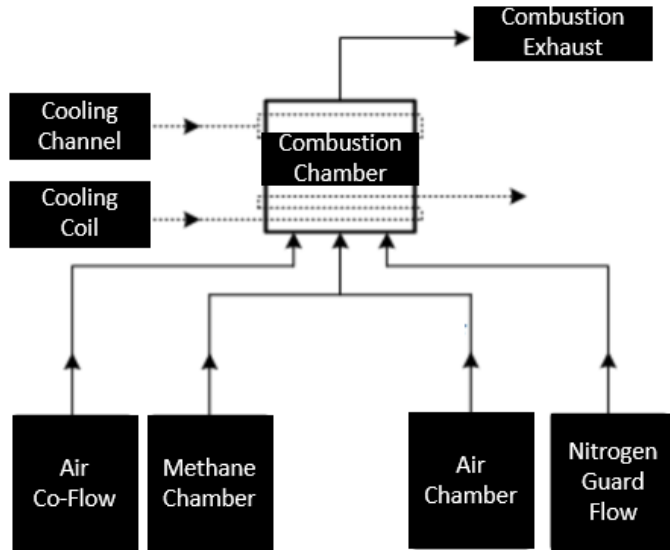 Combustion
Exhaust
Cooling
Channel
Combustion
Chamber
Cooling
Coil
Air
Co-Flow
Methane
Chamber
Air
Chamber
Nitrogen
Guard
Flow